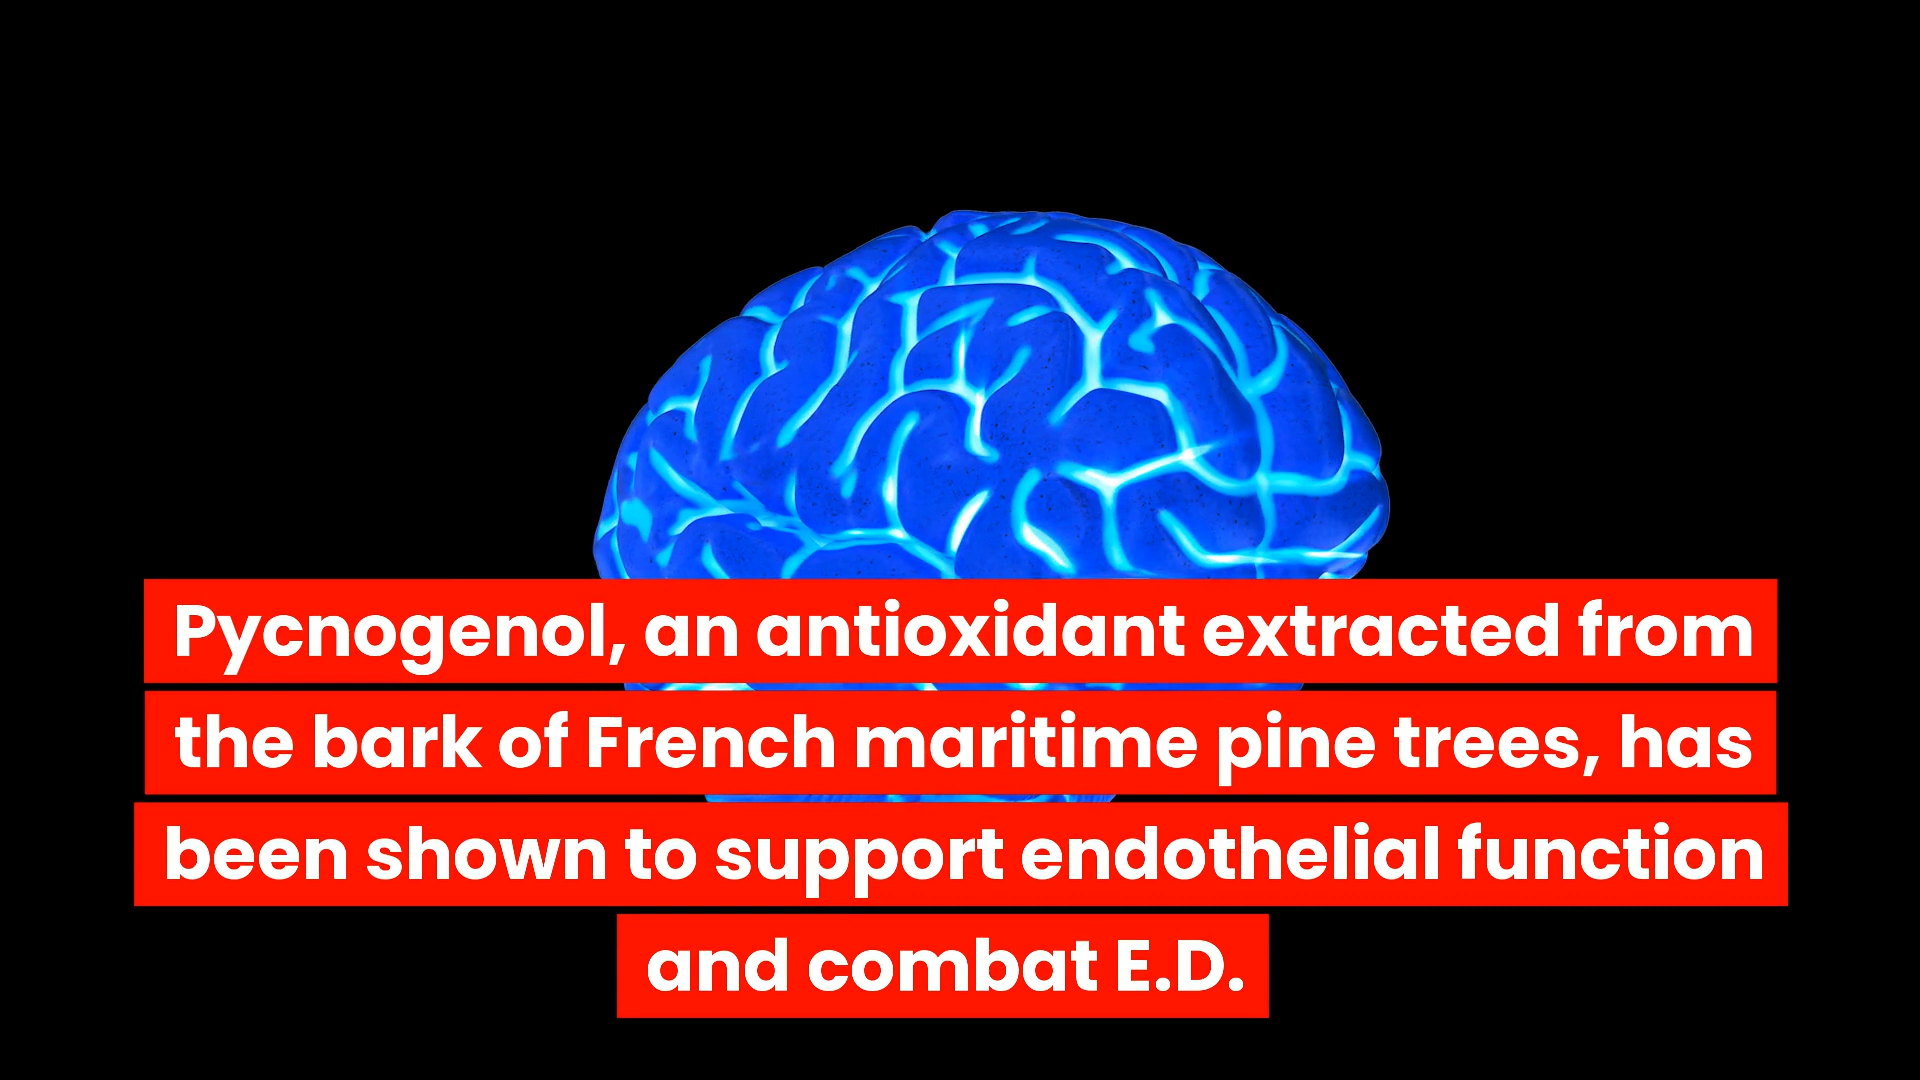 Pycnogenol, an antioxidant extracted from
the bark of French maritime pine trees, has
been shown to support endothelial function
and combat E.D.